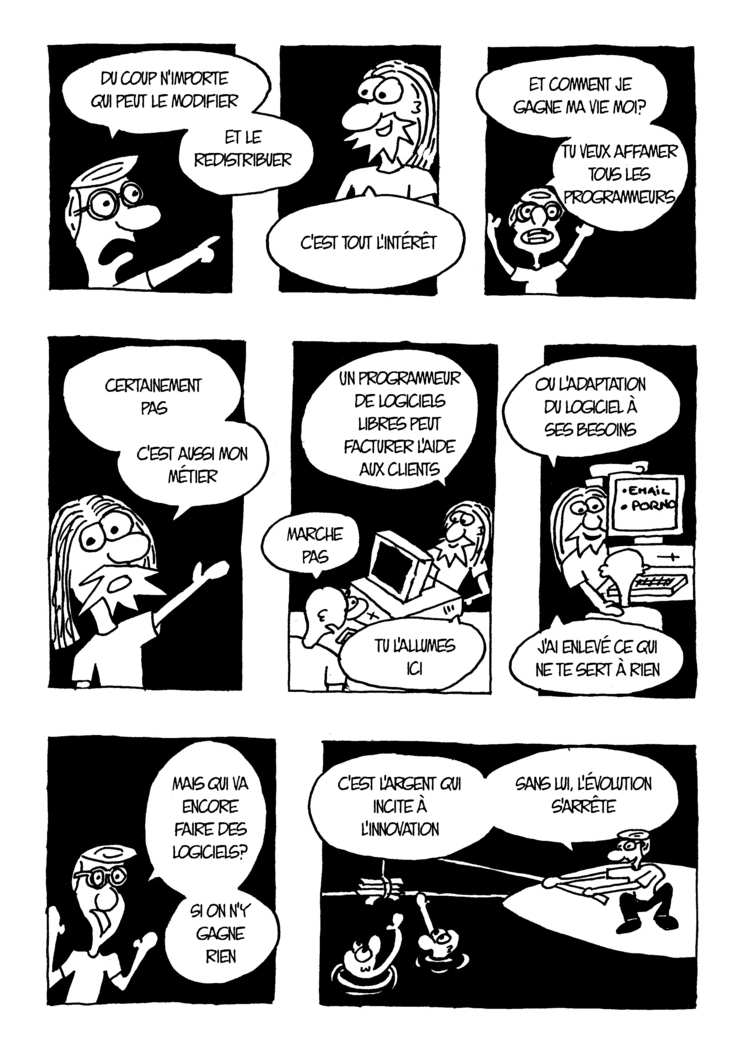 DU COUP N'IMPORTE
QUI PEUT LE MODIFIER
ET LE
REDISTRIBUER
C'EST TOUT L'INTÉRÊT
ET COMMENT JE
GAGNE MA VIE MOI?
TU VEUX AFFAMER
TOUS LES
PROGRAMMEURS
CERTAINEMENT
PAS
C'EST AUSSI MON
MÉTIER
UN PROGRAMMEUR
DE LOGICIELS
LIBRES PEUT
FACTURER L'AIDE
AUX CLIENTS
MARCHE
PAS
TU L'ALLUMES
ICI
OU L'ADAPTATION
DU LOGICIEL À
SES BESOINS
• EMAIL
• PORNO
J'AI ENLEVÉ CE QUI
NE TE SERT À RIEN
MAIS QUI VA
ENCORE
FAIRE DES
LOGICIELS?
SI ON N'Y
GAGNE
RIEN
C'EST L'ARGENT QUI
INCITE À
L'INNOVATION
SANS LUI, L'ÉVOLUTION
S'ARRÊTE